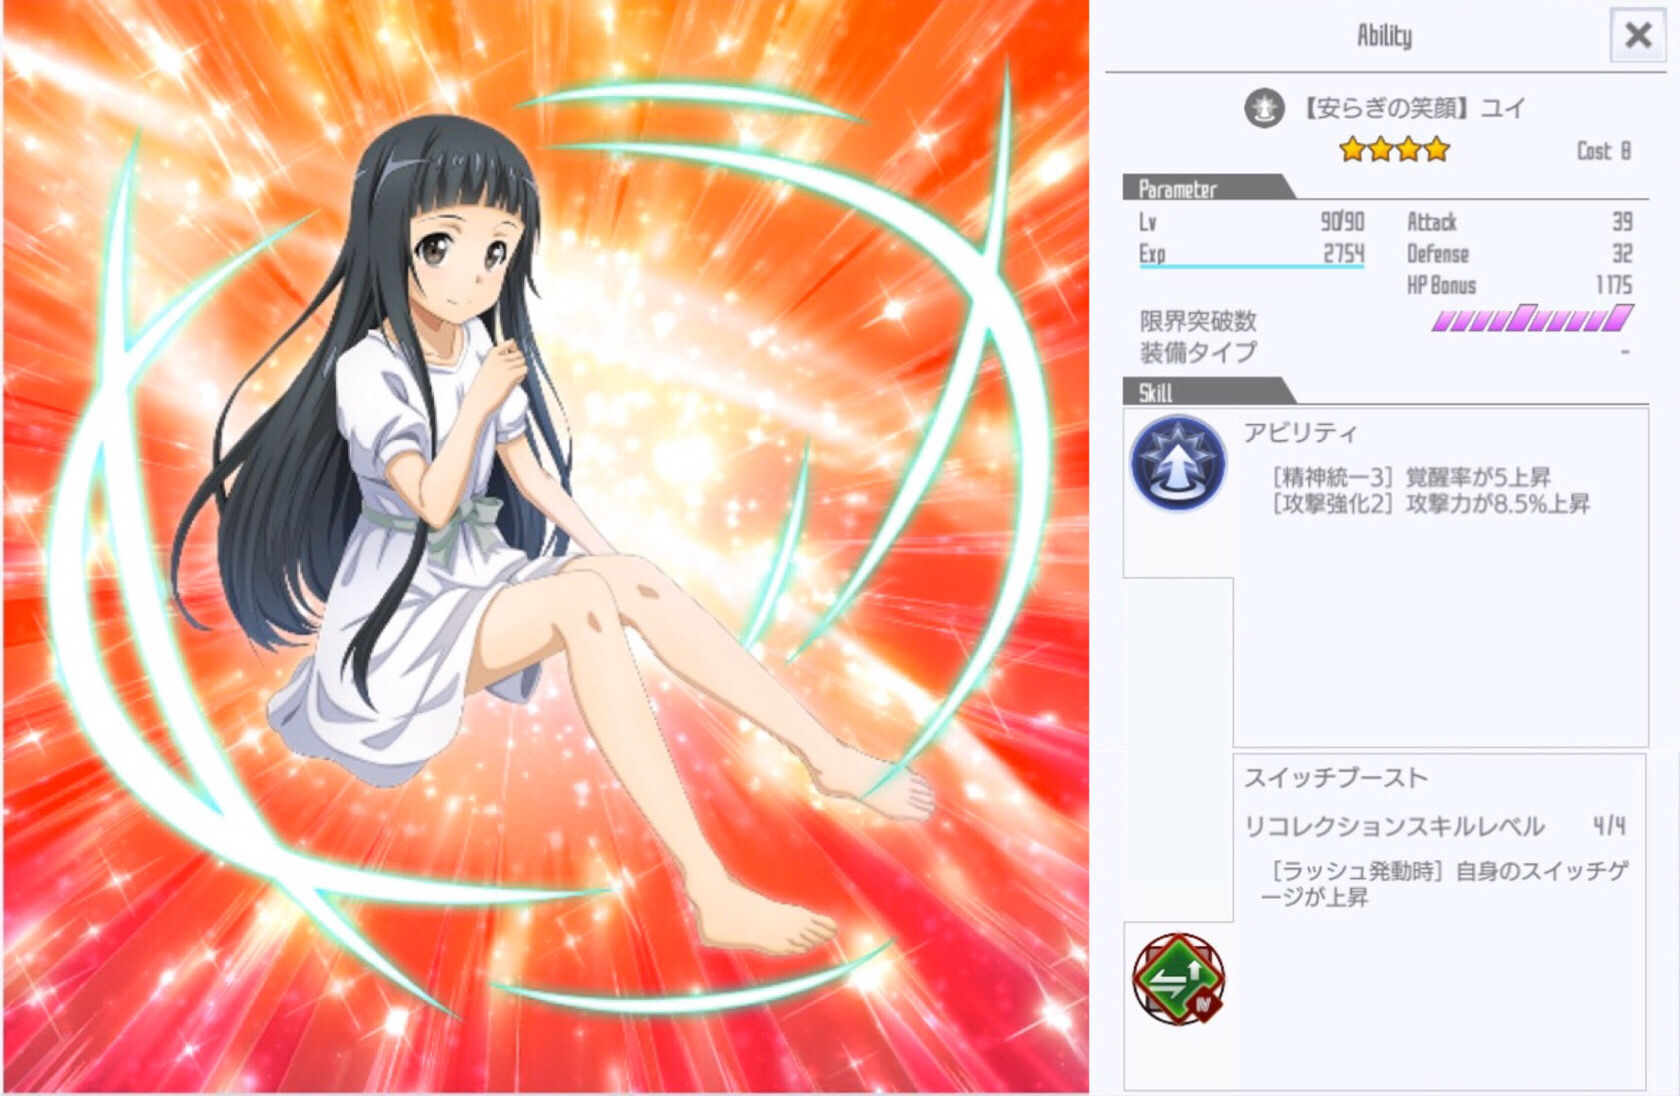 Ability
【安らぎの笑顔】ユイ
Cost 8
Parameter
Lv 90/90
Exp 2754
Attack 39
Defense 32
HP Bonus 1175
限界突破数
装備タイプ -
Skill
アビリティ
［精神統一3］覚醒率が5上昇
［攻撃強化2］攻撃力が8.5%上昇
スイッチブースト
リコレクションスキルレベル 4/4
［ラッシュ発動時］自身のスイッチゲ
ージが上昇
IV